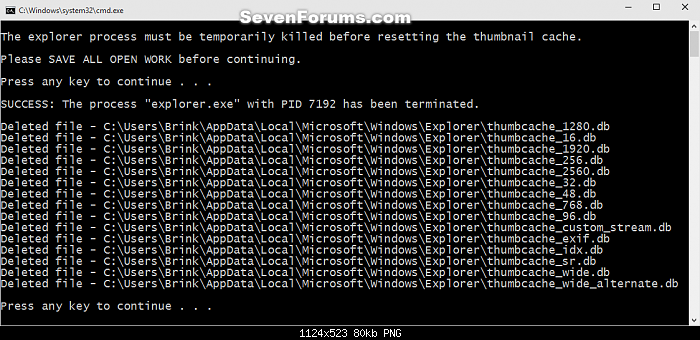 C:\Windows\system32\cmd.exe
SevenForums.com
The explorer process must be temporarily killed before resetting the thumbnail cache.
Please SAVE ALL OPEN WORK before continuing.
Press any key to continue . . .
SUCCESS: The process "explorer.exe" with PID 7192 has been terminated.
Deleted file - C:\Users\Brink\AppData\Local\Microsoft\Windows\Explorer\thumbcache_1280.db
Deleted file - C:\Users\Brink\AppData\Local\Microsoft\Windows\Explorer\thumbcache_16.db
Deleted file - C:\Users\Brink\AppData\Local\Microsoft\Windows\Explorer\thumbcache_1920.db
Deleted file - C:\Users\Brink\AppData\Local\Microsoft\Windows\Explorer\thumbcache_256.db
Deleted file - C:\Users\Brink\AppData\Local\Microsoft\Windows\Explorer\thumbcache_2560.db
Deleted file - C:\Users\Brink\AppData\Local\Microsoft\Windows\Explorer\thumbcache_32.db
Deleted file - C:\Users\Brink\AppData\Local\Microsoft\Windows\Explorer\thumbcache_48.db
Deleted file - C:\Users\Brink\AppData\Local\Microsoft\Windows\Explorer\thumbcache_768.db
Deleted file - C:\Users\Brink\AppData\Local\Microsoft\Windows\Explorer\thumbcache_96.db
Deleted file - C:\Users\Brink\AppData\Local\Microsoft\Windows\Explorer\thumbcache_custom_stream.db
Deleted file - C:\Users\Brink\AppData\Local\Microsoft\Windows\Explorer\thumbcache_exif.db
Deleted file - C:\Users\Brink\AppData\Local\Microsoft\Windows\Explorer\thumbcache_idx.db
Deleted file - C:\Users\Brink\AppData\Local\Microsoft\Windows\Explorer\thumbcache_sr.db
Deleted file - C:\Users\Brink\AppData\Local\Microsoft\Windows\Explorer\thumbcache_wide.db
Deleted file - C:\Users\Brink\AppData\Local\Microsoft\Windows\Explorer\thumbcache_wide_alternate.db
Press any key to continue . . .
1124x523 80kb PNG